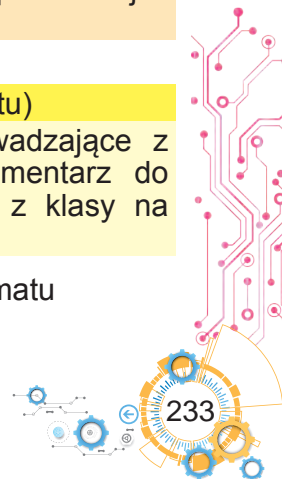 tu)
wadzające z
mentarz do
z klasy na
matu
233